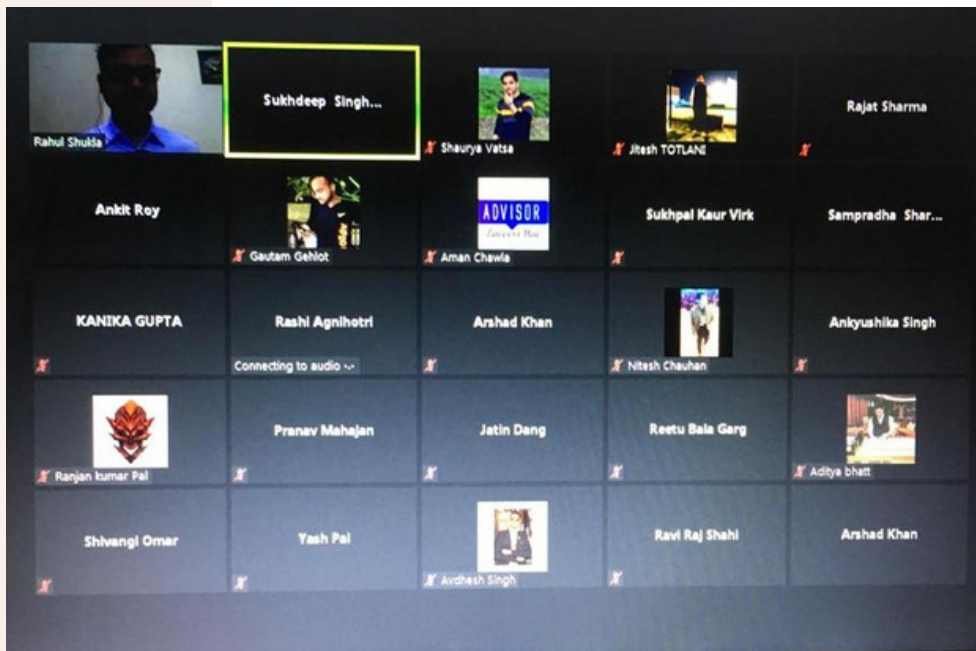 Rahul Shukla
Sukhdeep Singh...
Shaurya Vatsa
Jitesh TOTLANI
Rajat Sharma
Ankit Roy
Gautam Gehlot
ADVISOR
Aman Chawla
Sukhpal Kaur Virk
Sampradha Shar...
KANIKA GUPTA
Rashi Agnihotri
Connecting to audio
Arshad Khan
Nitesh Chauhan
Ankyushika Singh
Ranjan kumar Pal
Pranav Mahajan
Jatin Dang
Reetu Bala Garg
Aditya bhatt
Shivangi Omar
Yash Pal
Avdhesh Singh
Ravi Raj Shahi
Arshad Khan